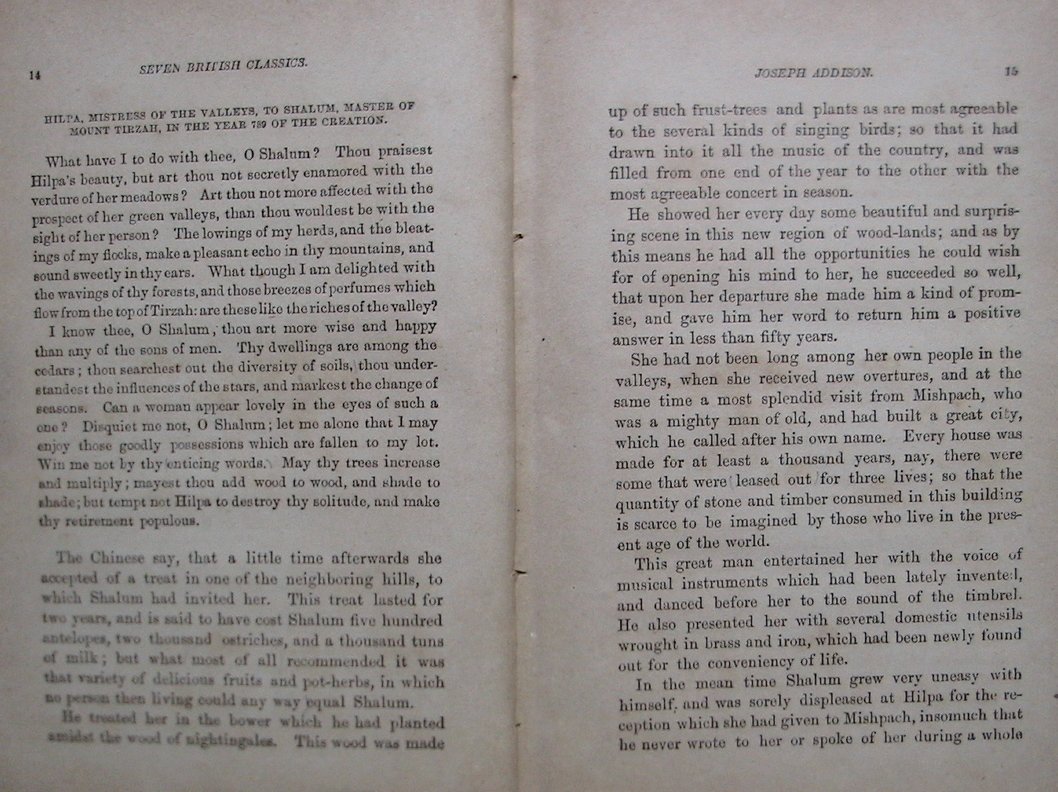 14
SEVEN BRITISH CLASSICS.
HILPA, MISTRESS OF THE VALLEYS, TO SHALUM, MASTER OF
MOUNT TIRZAH, IN THE YEAR 789 OF THE CREATION.
What have I to do with thee, O Shalum? Thou praisest
Hilpa's beauty, but art thou not secretly enamored with the
verdure of her meadows? Art thou not more affected with the
prospect of her green valleys, than thou wouldest be with the
sight of her person? The lowings of my herds, and the bleat-
ings of my flocks, make a pleasant echo in thy mountains, and
sound sweetly in thy ears. What though I am delighted with
the wavings of thy forests, and those breezes of perfumes which
flow from the top of Tirzah: are these like the riches of the valley?
I know thee, O Shalum, thou art more wise and happy
than any of the sons of men. Thy dwellings are among the
cedars; thou searchest out the diversity of soils, thou under-
standest the influences of the stars, and markest the change of
seasons. Can a woman appear lovely in the eyes of such a
one? Disquiet me not, O Shalum; let me alone that I may
enjoy those goodly possessions which are fallen to my lot.
Win me not by thy enticing words. May thy trees increase
and multiply; mayest thou add wood to wood, and shade to
shade; but tempt not Hilpa to destroy thy solitude, and make
thy retirement populous.
The Chinese say, that a little time afterwards she
accepted of a treat in one of the neighboring hills, to
which Shalum had invited her. This treat lasted for
two years, and is said to have cost Shalum five hundred
antelopes, two thousand ostriches, and a thousand tuns
of milk; but what most of all recommended it was
that variety of delicious fruits and pot-herbs, in which
no person then living could any way equal Shalum.
He treated her in the bower which he had planted
amidst the wood of nightingales. This wood was made
JOSEPH ADDISON.
15
up of such frust-trees and plants as are most agreeable
to the several kinds of singing birds; so that it had
drawn into it all the music of the country, and was
filled from one end of the year to the other with the
most agreeable concert in season.
He showed her every day some beautiful and surpris-
ing scene in this new region of wood-lands; and as by
this means he had all the opportunities he could wish
for of opening his mind to her, he succeeded so well,
that upon her departure she made him a kind of prom-
ise, and gave him her word to return him a positive
answer in less than fifty years.
She had not been long among her own people in the
valleys, when she received new overtures, and at the
same time a most splendid visit from Mishpach, who
was a mighty man of old, and had built a great city,
which he called after his own name. Every house was
made for at least a thousand years, nay, there were
some that were leased out for three lives; so that the
quantity of stone and timber consumed in this building
is scarce to be imagined by those who live in the pres-
ent age of the world.
This great man entertained her with the voice of
musical instruments which had been lately invented,
and danced before her to the sound of the timbrel.
He also presented her with several domestic utensils
wrought in brass and iron, which had been newly found
out for the conveniency of life.
In the mean time Shalum grew very uneasy with
himself, and was sorely displeased at Hilpa for the re-
ception which she had given to Mishpach, insomuch that
he never wrote to her or spoke of her during a whole